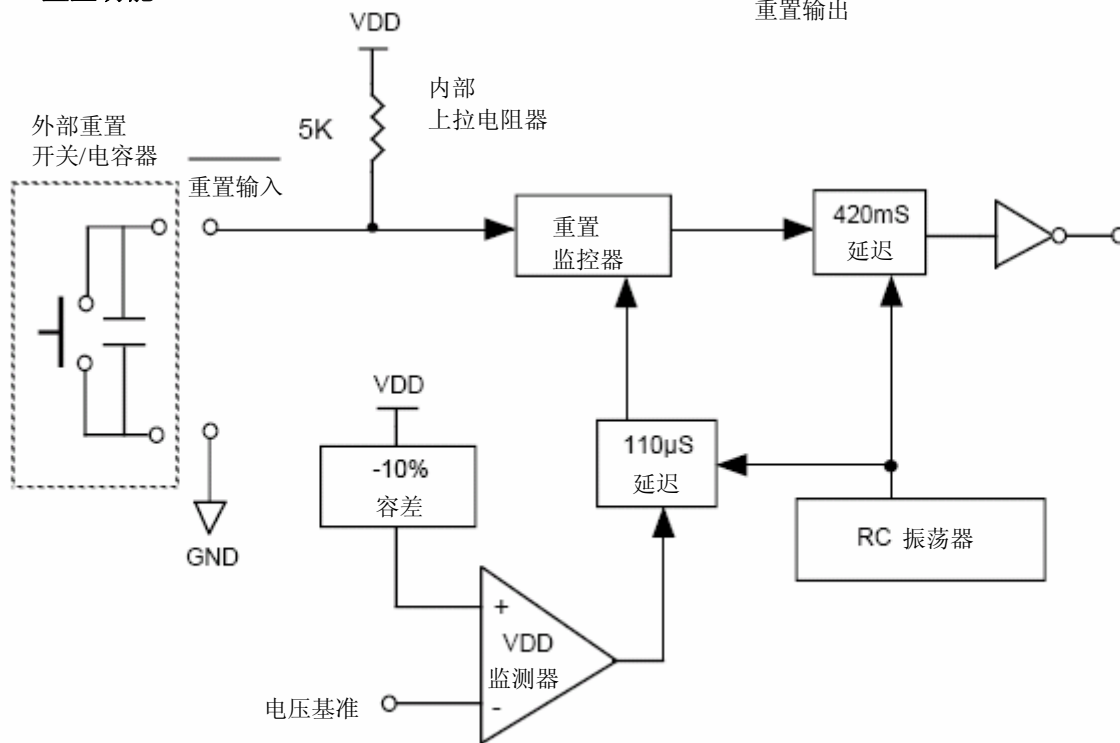 重置输出
VDD
内部
上拉电阻器
5K
外部重置
开关/电容器
重置输入
重置
监控器
420mS
延迟
VDD
-10%
容差
110µS
延迟
GND
RC 振荡器
+
VDD
监测器
-
电压基准